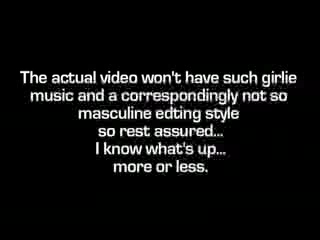 The actual video won't have such girlie
music and a correspondingly not so
masculine edting style
so rest assured...
I know what's up...
more or less.